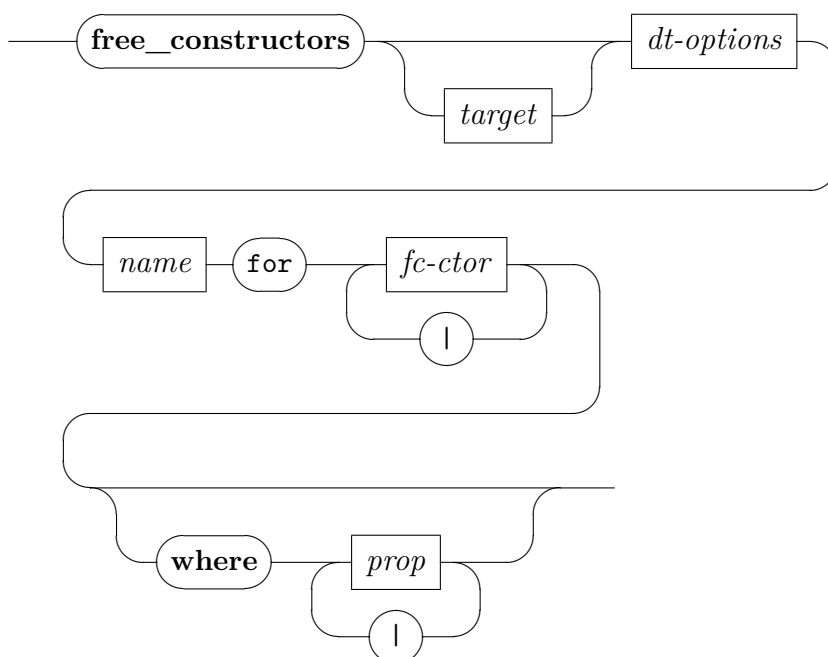 free_constructors dt-options
target
name for fc-ctor
|
where prop
|